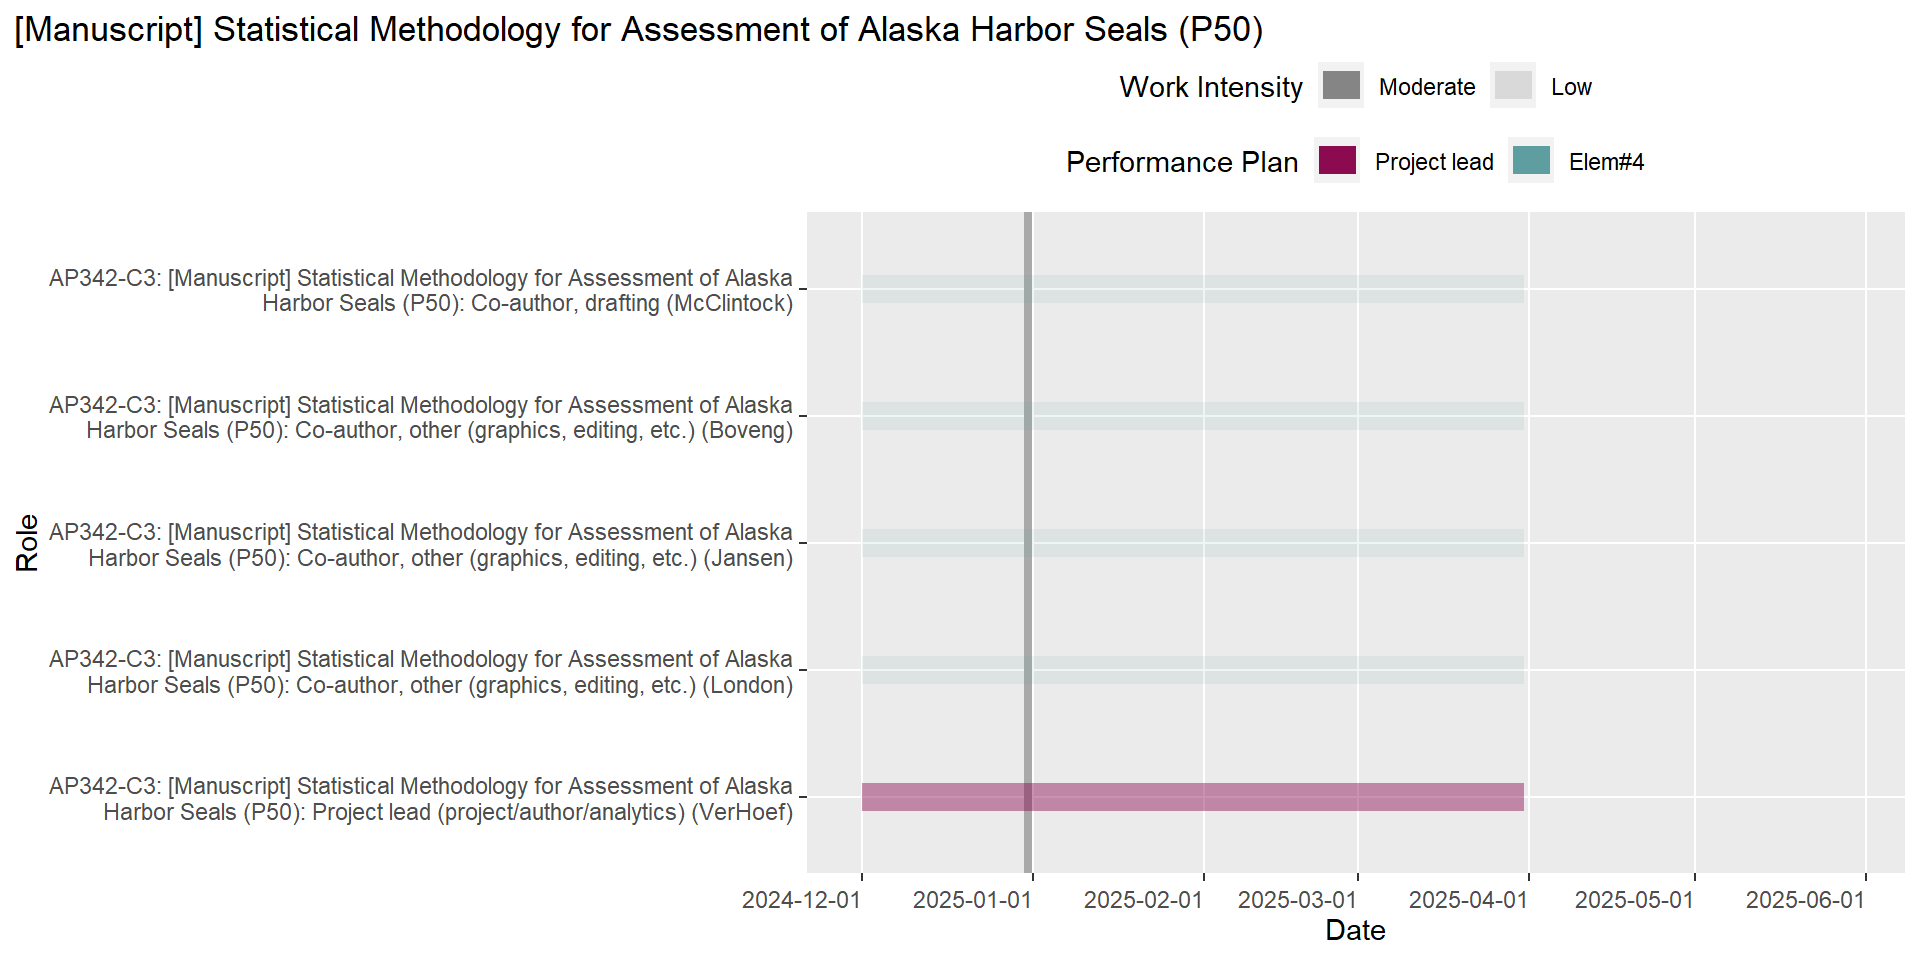 [Manuscript] Statistical Methodology for Assessment of Alaska Harbor Seals (P50)
Work Intensity Moderate Low
Performance Plan Project lead Elem#4
AP342-C3: [Manuscript] Statistical Methodology for Assessment of Alaska
Harbor Seals (P50): Co-author, drafting (McClintock)
AP342-C3: [Manuscript] Statistical Methodology for Assessment of Alaska
Harbor Seals (P50): Co-author, other (graphics, editing, etc.) (Boveng)
AP342-C3: [Manuscript] Statistical Methodology for Assessment of Alaska
Harbor Seals (P50): Co-author, other (graphics, editing, etc.) (Jansen)
AP342-C3: [Manuscript] Statistical Methodology for Assessment of Alaska
Harbor Seals (P50): Co-author, other (graphics, editing, etc.) (London)
AP342-C3: [Manuscript] Statistical Methodology for Assessment of Alaska
Harbor Seals (P50): Project lead (project/author/analytics) (VerHoef)
Role
2024-12-01 2025-01-01 2025-02-01 2025-03-01 2025-04-01 2025-05-01 2025-06-01
Date